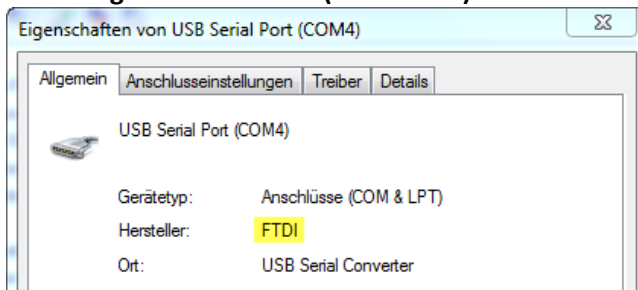 Eigenschaften von USB Serial Port (COM4)
Allgemein Anschlusseinstellungen Treiber Details
USB Serial Port (COM4)
Gerätetyp: Anschlüsse (COM & LPT)
Hersteller: FTDI
Ort: USB Serial Converter